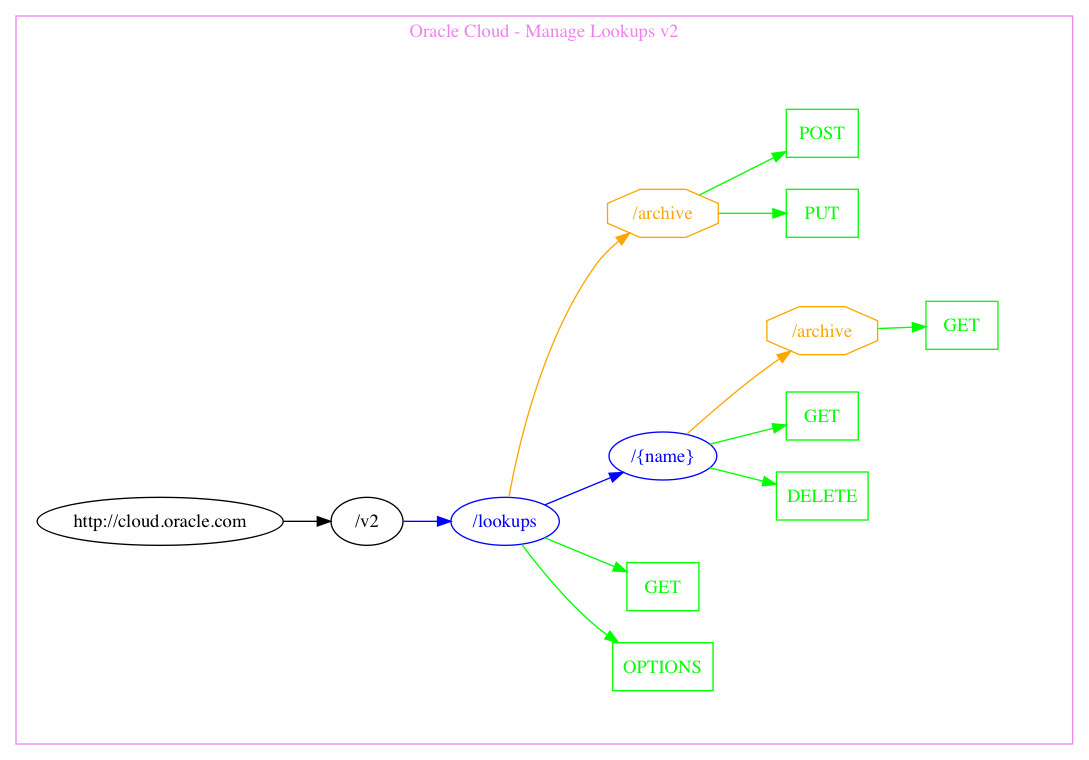 Oracle Cloud - Manage Lookups v2
POST
/archive
PUT
/archive
GET
GET
/{name}
DELETE
http://cloud.oracle.com
/v2
/lookups
GET
OPTIONS